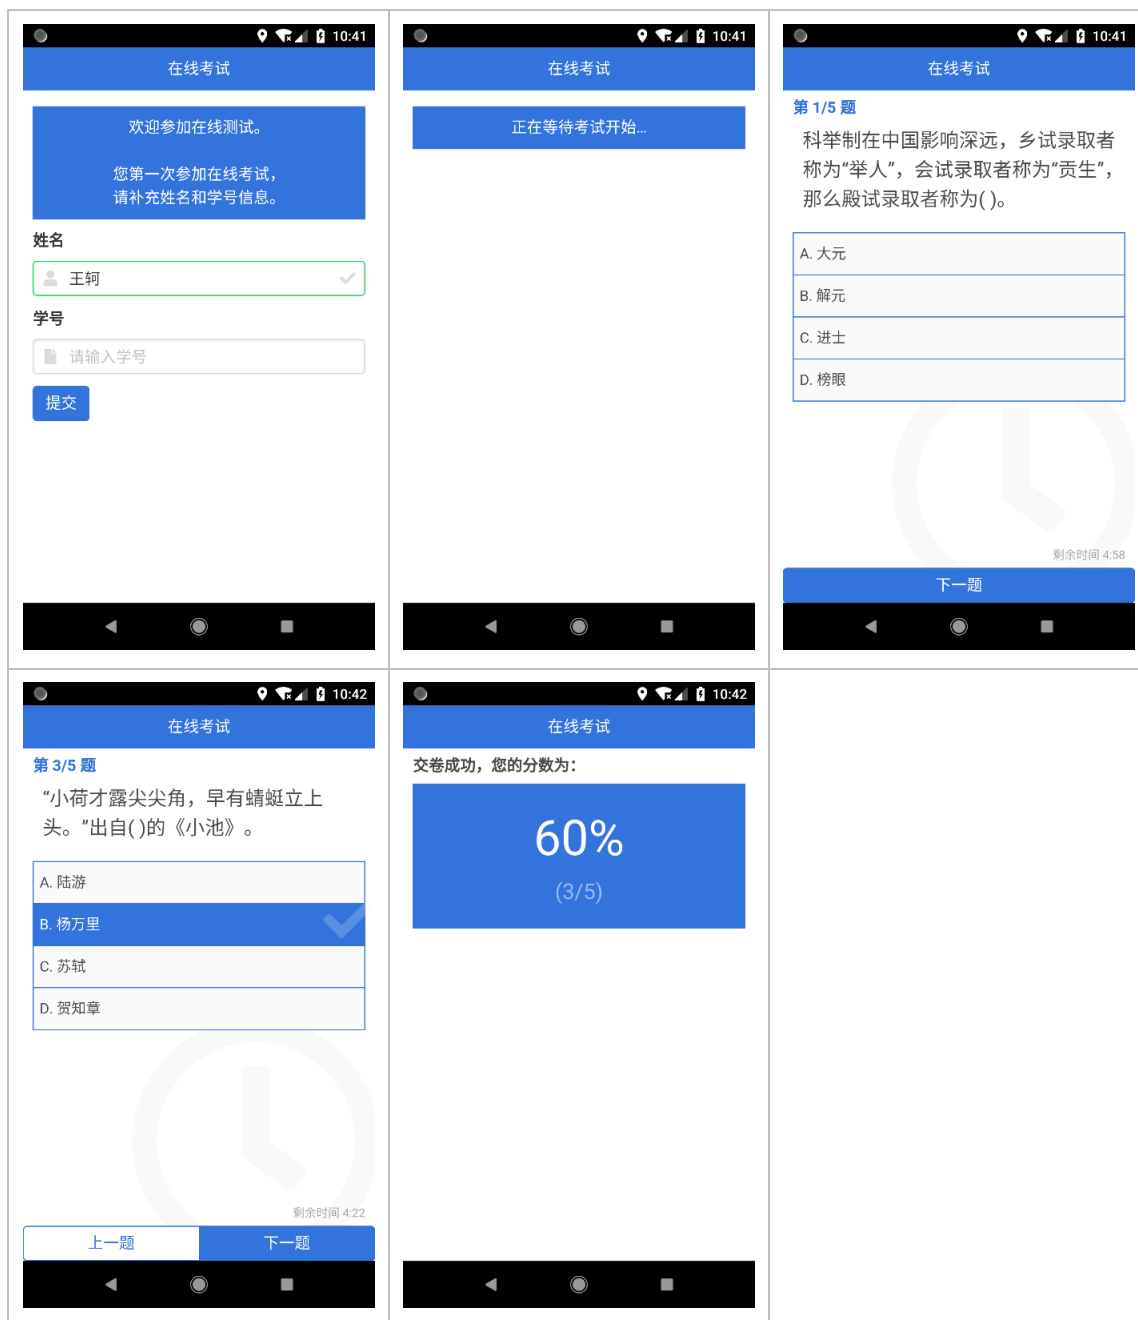 10:41
在线考试
欢迎参加在线测试。
您第一次参加在线考试，
请补充姓名和学号信息。
姓名
王轲
学号
请输入学号
提交
10:41
在线考试
正在等待考试开始...
10:41
在线考试
第 1/5 题
科举制在中国影响深远，乡试录取者
称为“举人”，会试录取者称为“贡生”，
那么殿试录取者称为( )。
A. 大元
B. 解元
C. 进士
D. 榜眼
剩余时间 4:58
下一题
10:42
在线考试
第 3/5 题
“小荷才露尖尖角，早有蜻蜓立上
头。”出自( )的《小池》。
A. 陆游
B. 杨万里
C. 苏轼
D. 贺知章
剩余时间 4:22
上一题
下一题
10:42
在线考试
交卷成功，您的分数为：
60%
(3/5)